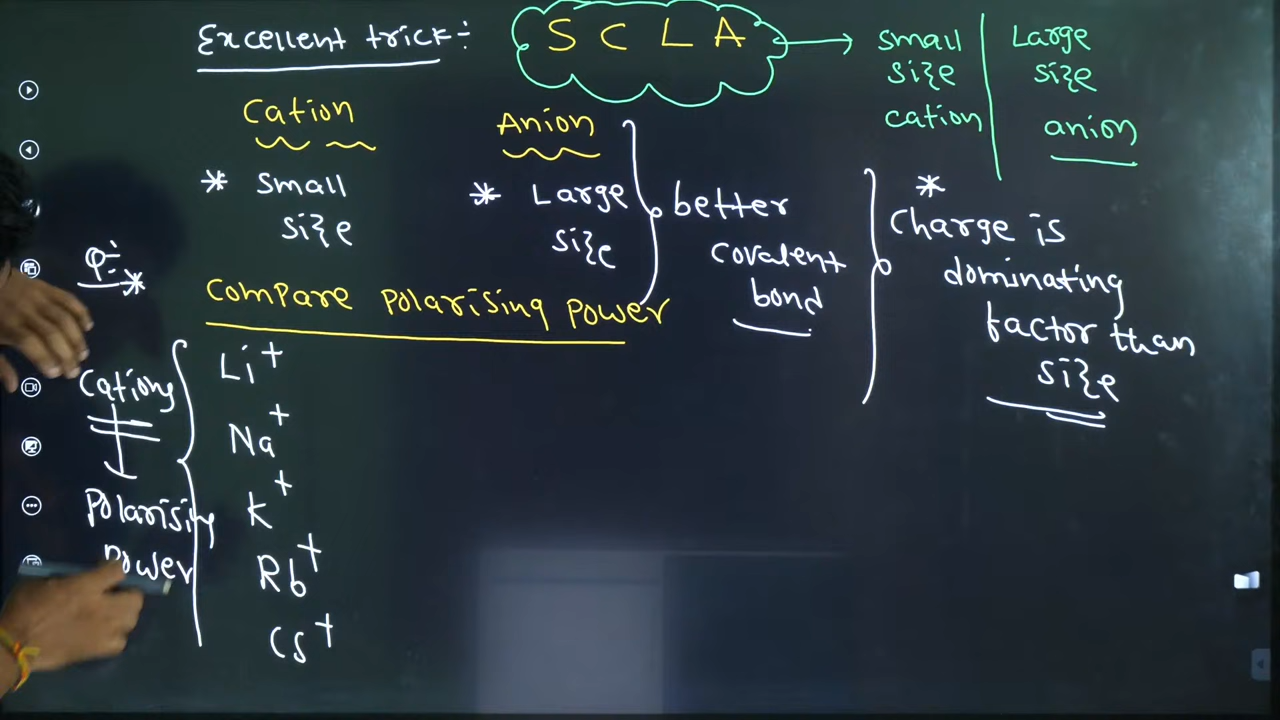 Excellent trick:-
S C L A
small
size
cation
Large
size
anion
Cation
* Small
size
Anion
* Large
size
better
covalent
bond
*
Charge is
dominating
factor than
size
Q:-
*
Compare polarising power
Cations
Polarising
Power
Li+
Na+
K+
Rb+
Cs+